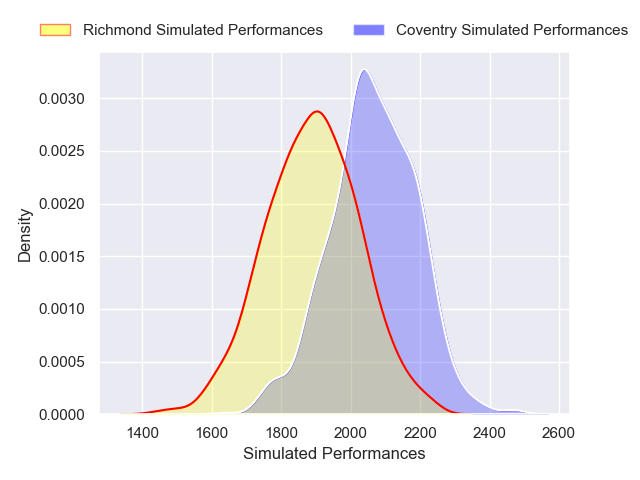 Richmond Simulated Performances Coventry Simulated Performances
0.0030
0.0025
0.0020
0.0015
0.0010
0.0005
0.0000
Density
1400 1600 1800 2000 2200 2400 2600
Simulated Performances